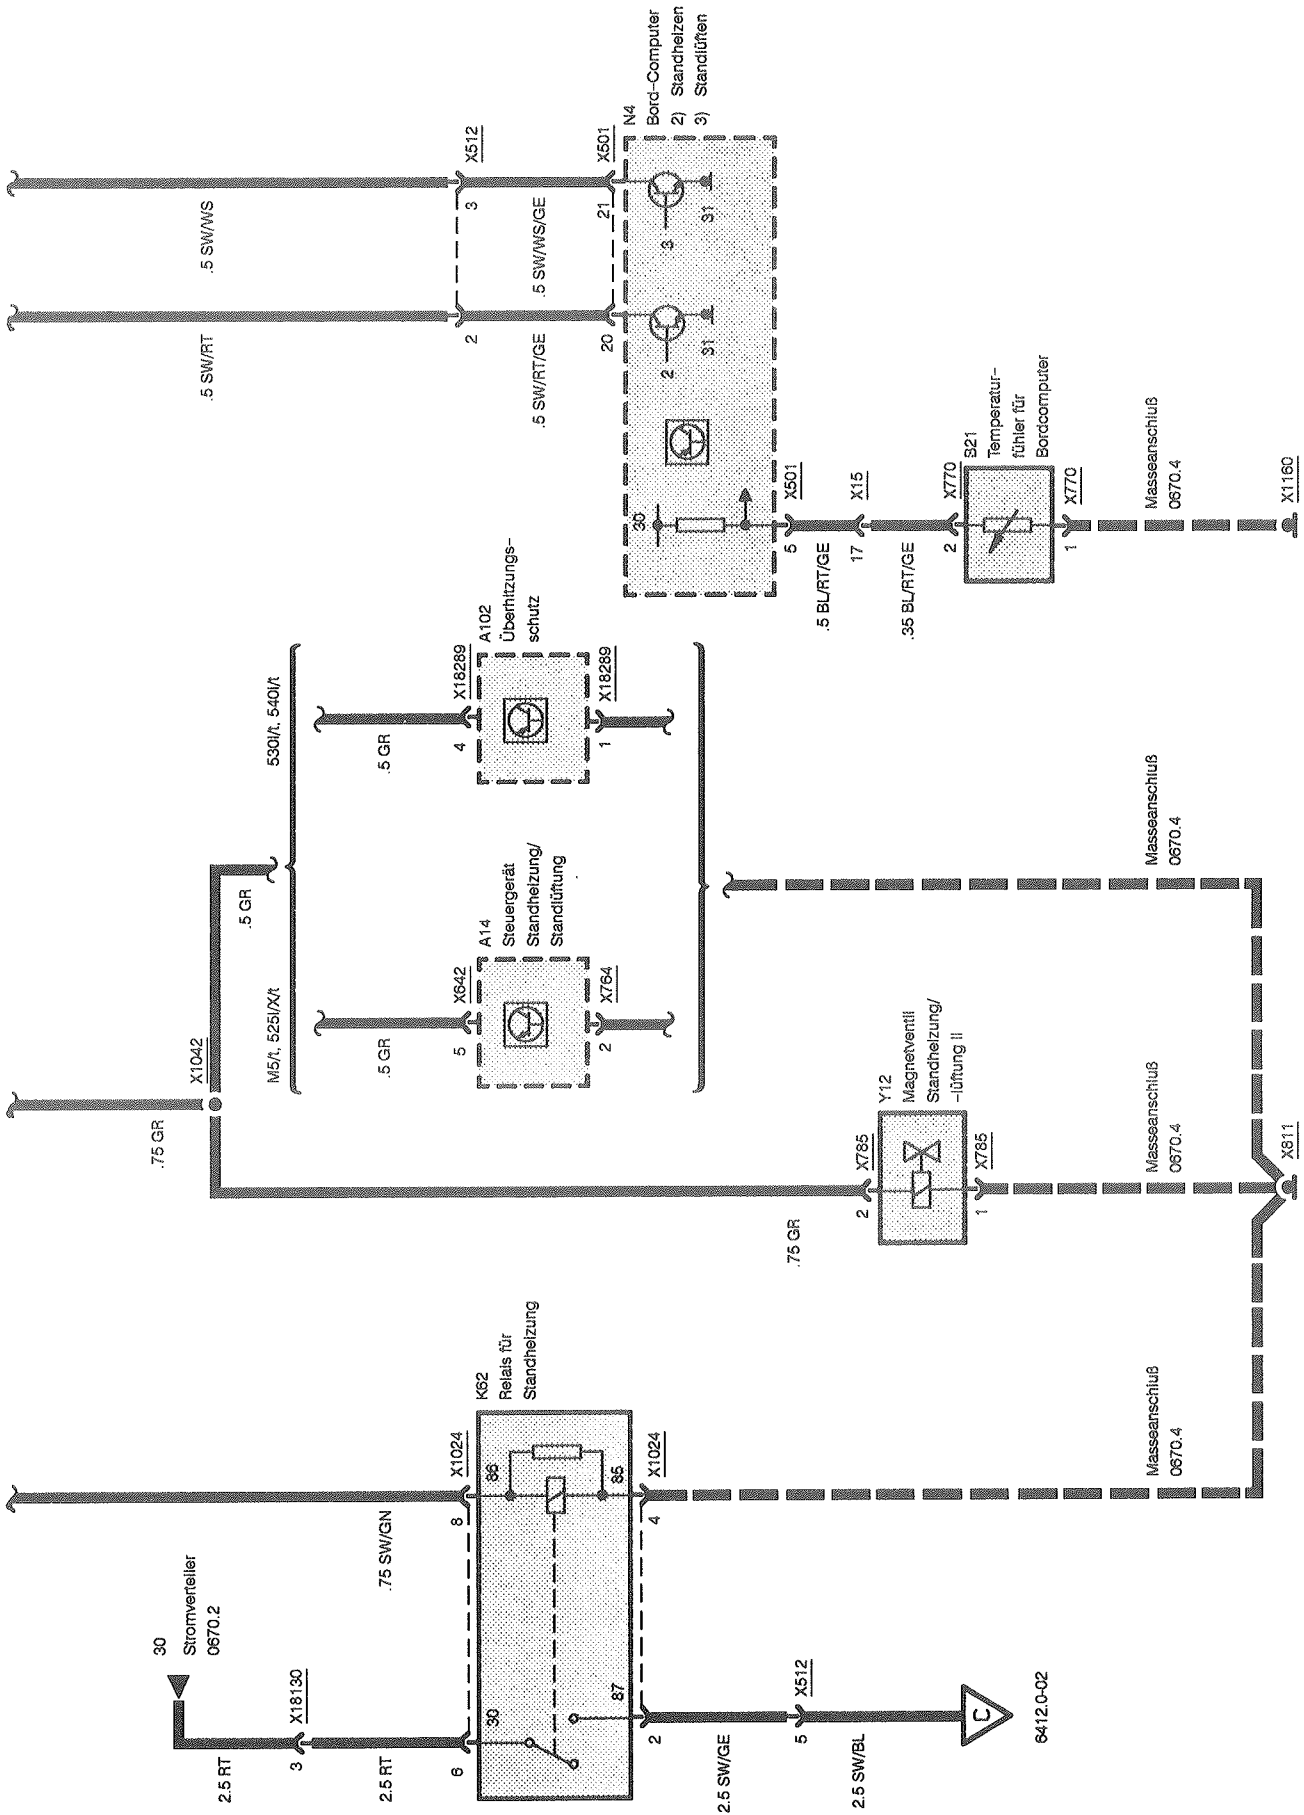 30
Stromverteiler
0670.2
2.5 RT
3
X18130
2.5 RT
6
30
87
2
2.5 SW/GE
5
X512
2.5 SW/BL
C
6412.0-02
.75 SW/GN
8
X1024
86
85
K62
Relais für
Standheizung
4
X1024
Masseanschluß
0670.4
.75 GR
X1042
.75 GR
2
X785
Y12
Magnetventil
Standheizung/
-lüftung II
1
X785
Masseanschluß
0670.4
X811
.5 GR
M5/t, 525i/X/t
530i/t, 540i/t
.5 GR
5
X642
A14
Steuergerät
Standheizung/
Standlüftung
2
X764
.5 GR
4
X18289
A102
Überhitzungs-
schutz
1
X18289
Masseanschluß
0670.4
.5 SW/RT
.5 SW/WS
2
3
X512
.5 SW/RT/GE
.5 SW/WS/GE
20
21
X501
N4
Bord-Computer
2) Standheizen
3) Standlüften
30
2
31
3
31
5
X501
.5 BL/RT/GE
17
X15
.35 BL/RT/GE
2
X770
B21
Temperatur-
fühler für
Bordcomputer
1
X770
Masseanschluß
0670.4
X1160